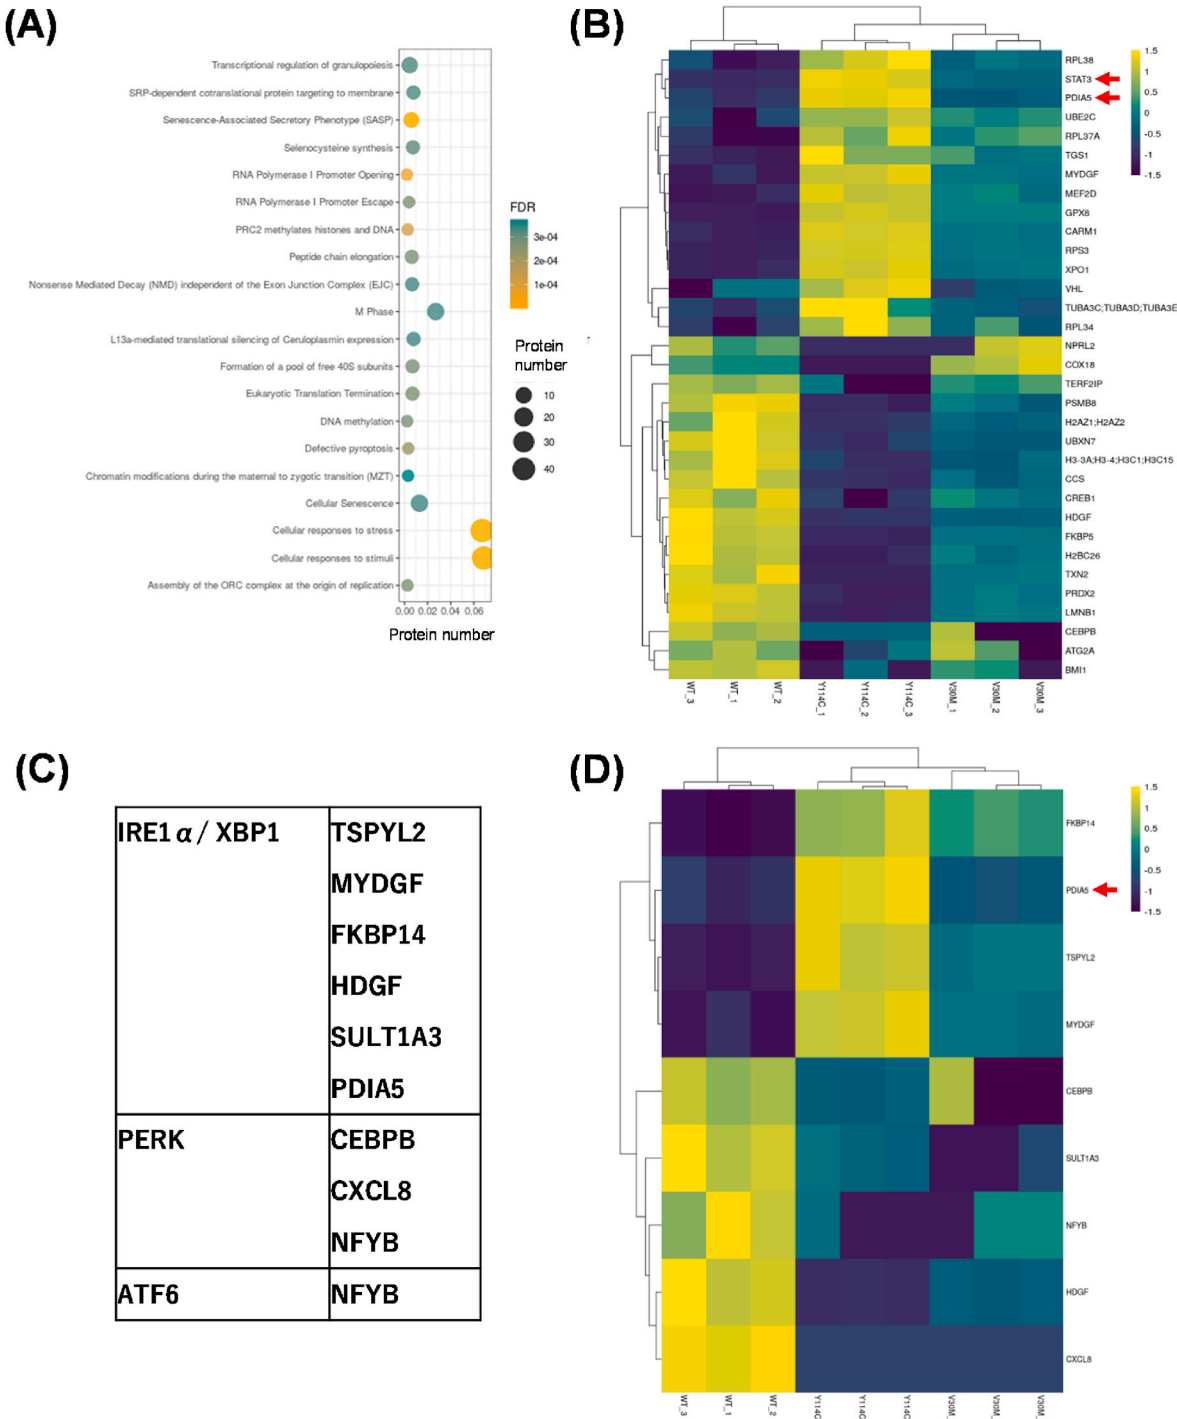 (A)
Transcriptional regulation of granulopoiesis
SRP-dependent cotranslational protein targeting to membrane
Senescence-Associated Secretory Phenotype (SASP)
Selenocysteine synthesis
RNA Polymerase I Promoter Opening
RNA Polymerase I Promoter Escape
PRC2 methylates histones and DNA
Peptide chain elongation
Nonsense Mediated Decay (NMD) independent of the Exon Junction Complex (EJC)
M Phase
L13a-mediated translational silencing of Ceruloplasmin expression
Formation of a pool of free 40S subunits
Eukaryotic Translation Termination
DNA methylation
Defective pyroptosis
Chromatin modifications during the maternal to zygotic transition (MZT)
Cellular Senescence
Cellular responses to stress
Cellular responses to stimuli
Assembly of the ORC complex at the origin of replication
0.00 0.02 0.04 0.06
Protein number
FDR
3e-04
2e-04
1e-04
Protein
number
10
20
30
40
(B)
RPL38
STAT3
PDIA5
UBE2C
RPL37A
TGS1
MYDGF
MEF2D
GPX8
CARM1
RPS3
XPO1
VHL
TUBA3C;TUBA3D;TUBA3E
RPL34
NPRL2
COX18
TERF2IP
PSMB8
H2AZ1;H2AZ2
UBXN7
H3-3A;H3-4;H3C1;H3C15
CCS
CREB1
HDGF
FKBP5
H2BC26
TXN2
PRDX2
LMNB1
CEBPB
ATG2A
BMI1
1.5
1
0.5
0
-0.5
-1
-1.5
WT_3
WT_1
WT_2
Y114C_1
Y114C_2
Y114C_3
V30M_1
V30M_2
V30M_3
(C)
IRE1α/ XBP1
TSPYL2
MYDGF
FKBP14
HDGF
SULT1A3
PDIA5
PERK
CEBPB
CXCL8
NFYB
ATF6
NFYB
(D)
FKBP14
PDIA5
TSPYL2
MYDGF
CEBPB
SULT1A3
NFYB
HDGF
CXCL8
1.5
1
0.5
0
-0.5
-1
-1.5
WT_3
WT_1
WT_2
Y114C
Y114C
Y114C
V30M_
V30M_
V30M_